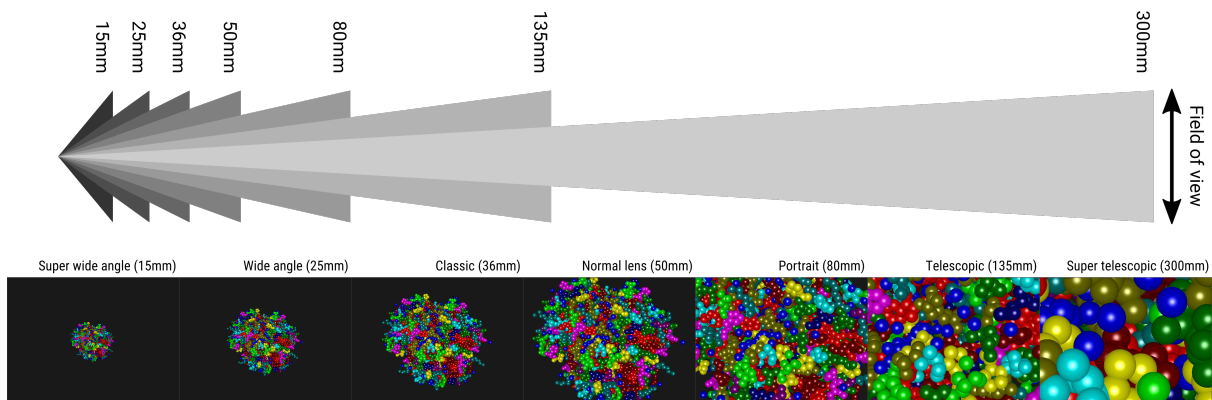 15mm
25mm
36mm
50mm
80mm
135mm
300mm
Field of view
Super wide angle (15mm)
Wide angle (25mm)
Classic (36mm)
Normal lens (50mm)
Portrait (80mm)
Telescopic (135mm)
Super telescopic (300mm)